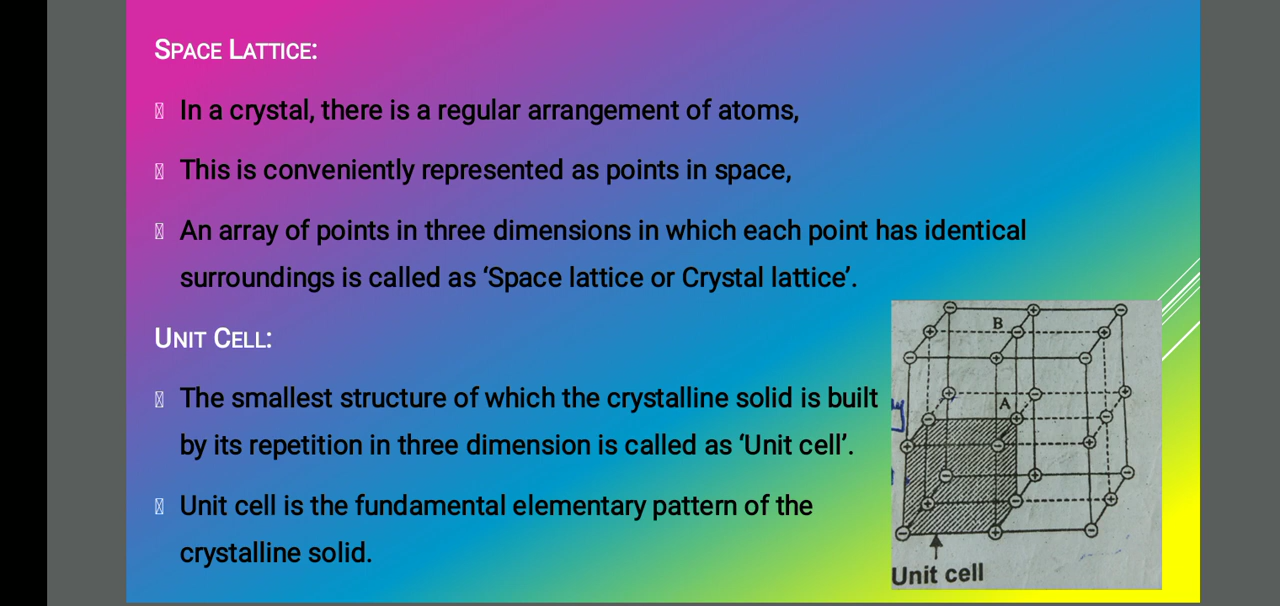 SPACE LATTICE:
In a crystal, there is a regular arrangement of atoms,
This is conveniently represented as points in space,
An array of points in three dimensions in which each point has identical
surroundings is called as ‘Space lattice or Crystal lattice’.
UNIT CELL:
The smallest structure of which the crystalline solid is built
by its repetition in three dimension is called as ‘Unit cell’.
Unit cell is the fundamental elementary pattern of the
crystalline solid.
B
A
Unit cell